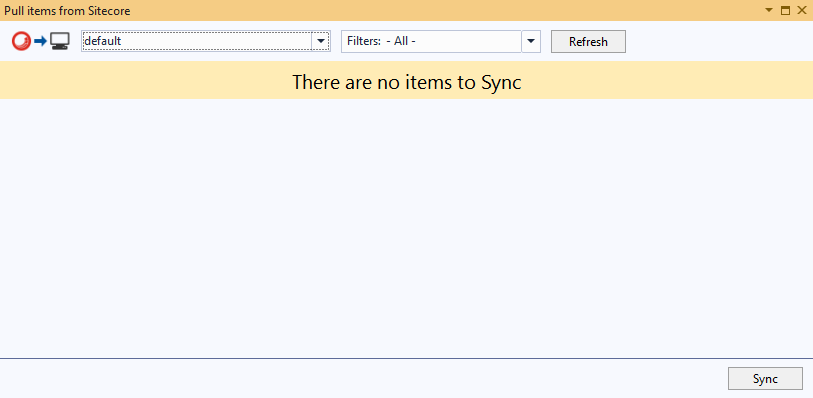 Pull items from Sitecore
default
Filters: - All -
Refresh
There are no items to Sync
Sync